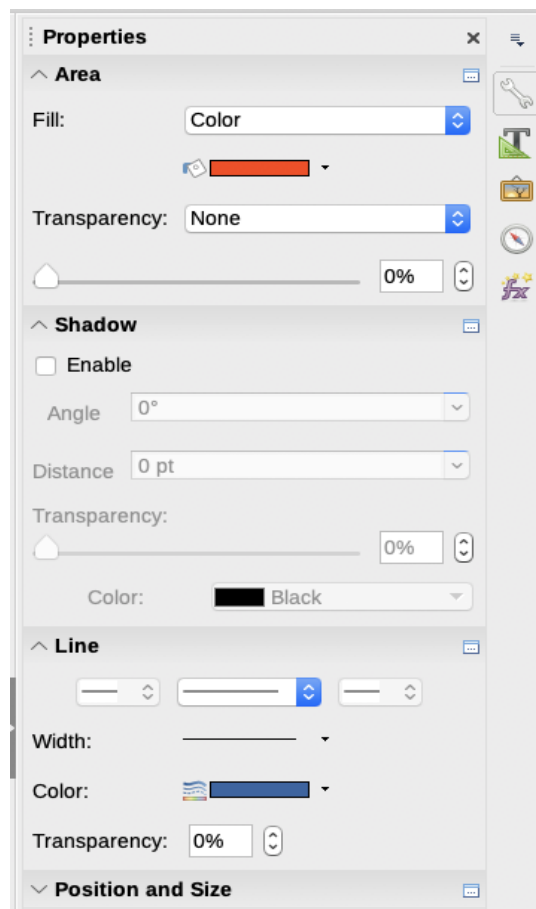 Properties
Area
Fill: Color
Transparency: None
0%
Shadow
Enable
Angle 0°
Distance 0 pt
Transparency:
0%
Color: Black
Line
Width:
Color:
Transparency: 0%
Position and Size